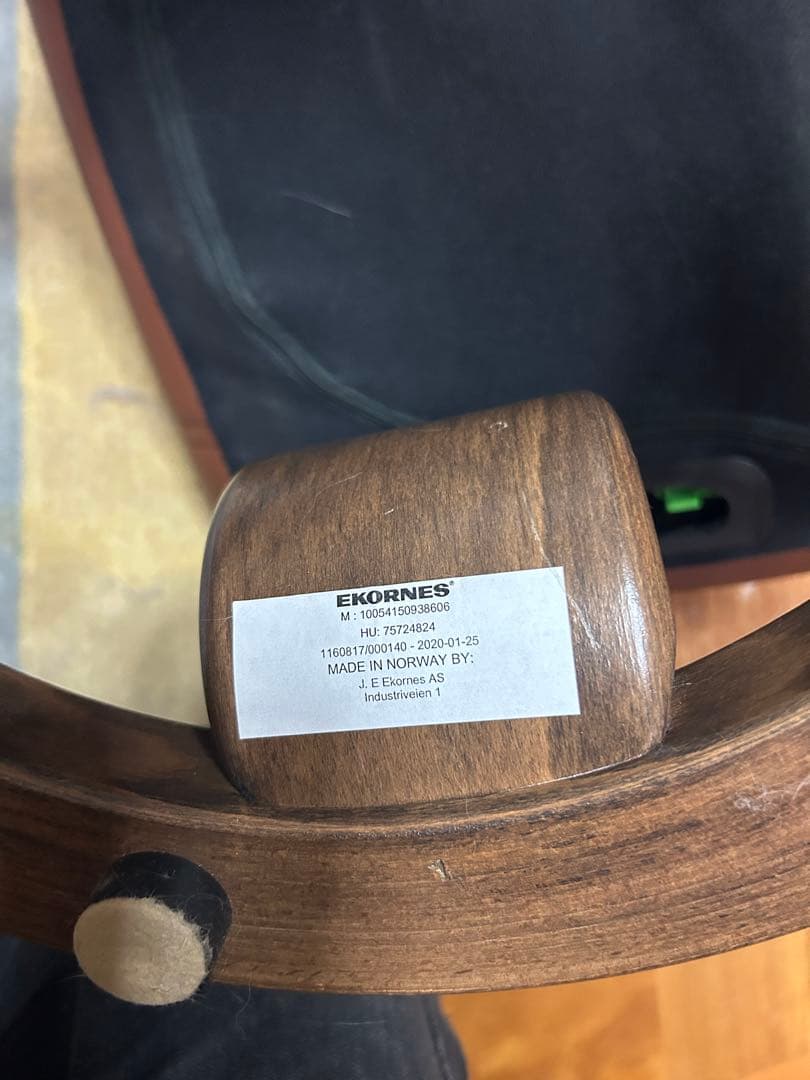 EKORNES®
M : 10054150938606
HU: 75724824
1160817/000140 - 2020-01-25
MADE IN NORWAY BY:
J. E Ekornes AS
Industriveien 1